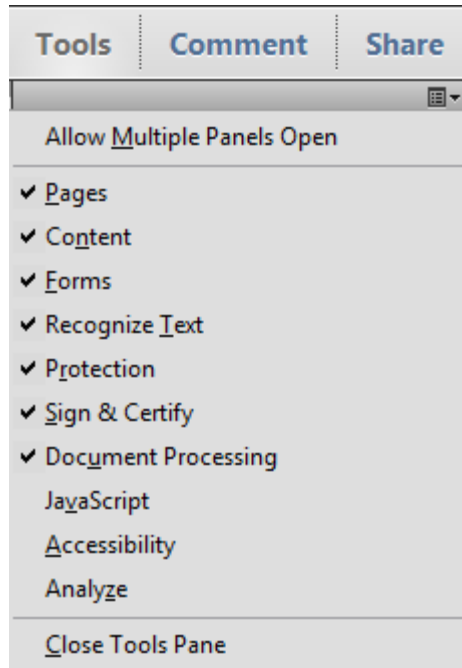 Tools Comment Share
Allow Multiple Panels Open
Pages
Content
Forms
Recognize Text
Protection
Sign & Certify
Document Processing
JavaScript
Accessibility
Analyze
Close Tools Pane